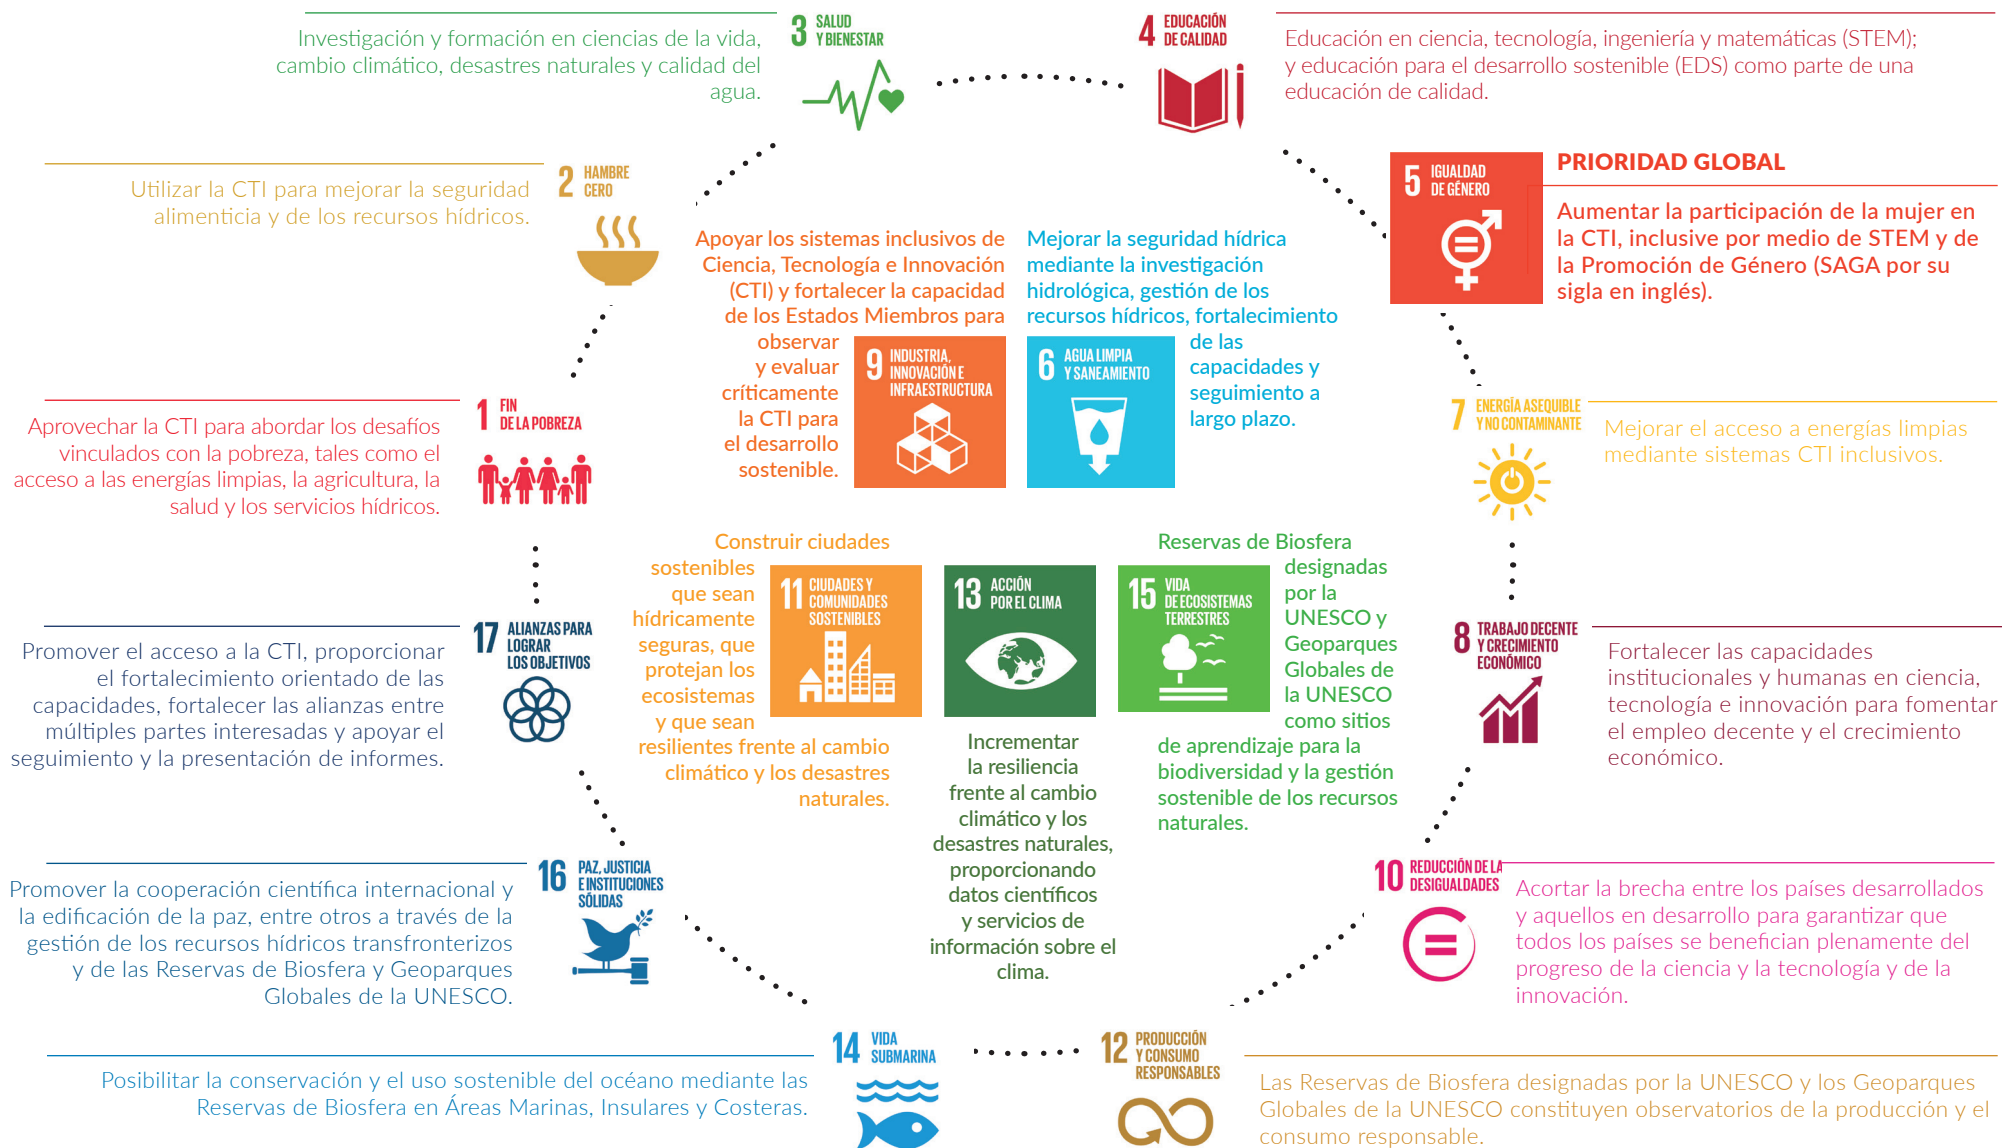 3 SALUD
Y BIENESTAR
Investigación y formación en ciencias de la vida,
cambio climático, desastres naturales y calidad del
agua.
4 EDUCACIÓN
DE CALIDAD
Educación en ciencia, tecnología, ingeniería y matemáticas (STEM);
y educación para el desarrollo sostenible (EDS) como parte de una
educación de calidad.
2 HAMBRE
CERO
Utilizar la CTI para mejorar la seguridad
alimenticia y de los recursos hídricos.
5 IGUALDAD
DE GÉNERO
PRIORIDAD GLOBAL
Aumentar la participación de la mujer en
la CTI, inclusive por medio de STEM y de
la Promoción de Género (SAGA por su
sigla en inglés).
Apoyar los sistemas inclusivos de
Ciencia, Tecnología e Innovación
(CTI) y fortalecer la capacidad
de los Estados Miembros para
observar
y evaluar
críticamente
la CTI para
el desarrollo
sostenible.
9 INDUSTRIA,
INNOVACIÓN E
INFRAESTRUCTURA
Mejorar la seguridad hídrica
mediante la investigación
hidrológica, gestión de los
recursos hídricos, fortalecimiento
de las
capacidades y
seguimiento a
largo plazo.
6 AGUA LIMPIA
Y SANEAMIENTO
1 FIN
DE LA POBREZA
Aprovechar la CTI para abordar los desafíos
vinculados con la pobreza, tales como el
acceso a las energías limpias, la agricultura, la
salud y los servicios hídricos.
7 ENERGÍA ASEQUIBLE
Y NO CONTAMINANTE
Mejorar el acceso a energías limpias
mediante sistemas CTI inclusivos.
Construir ciudades
sostenibles
que sean
hídricamente
seguras, que
protejan los
ecosistemas
y que sean
resilientes frente al cambio
climático y los desastres
naturales.
11 CIUDADES Y
COMUNIDADES
SOSTENIBLES
13 ACCIÓN
POR EL CLIMA
Incrementar
la resiliencia
frente al cambio
climático y los
desastres naturales,
proporcionando
datos científicos
y servicios de
información sobre el
clima.
15 VIDA
DE ECOSISTEMAS
TERRESTRES
Reservas de Biosfera
designadas
por la
UNESCO y
Geoparques
Globales de
la UNESCO
como sitios
de aprendizaje para la
biodiversidad y la gestión
sostenible de los recursos
naturales.
17 ALIANZAS PARA
LOGRAR
LOS OBJETIVOS
Promover el acceso a la CTI, proporcionar
el fortalecimiento orientado de las
capacidades, fortalecer las alianzas entre
múltiples partes interesadas y apoyar el
seguimiento y la presentación de informes.
8 TRABAJO DECENTE
Y CRECIMIENTO
ECONÓMICO
Fortalecer las capacidades
institucionales y humanas en ciencia,
tecnología e innovación para fomentar
el empleo decente y el crecimiento
económico.
16 PAZ, JUSTICIA
E INSTITUCIONES
SÓLIDAS
Promover la cooperación científica internacional y
la edificación de la paz, entre otros a través de la
gestión de los recursos hídricos transfronterizos
y de las Reservas de Biosfera y Geoparques
Globales de la UNESCO.
10 REDUCCIÓN DE LA
DESIGUALDADES
Acortar la brecha entre los países desarrollados
y aquellos en desarrollo para garantizar que
todos los países se benefician plenamente del
progreso de la ciencia y la tecnología y de la
innovación.
14 VIDA
SUBMARINA
Posibilitar la conservación y el uso sostenible del océano mediante las
Reservas de Biosfera en Áreas Marinas, Insulares y Costeras.
12 PRODUCCIÓN
Y CONSUMO
RESPONSABLES
Las Reservas de Biosfera designadas por la UNESCO y los Geoparques
Globales de la UNESCO constituyen observatorios de la producción y el
consumo responsable.